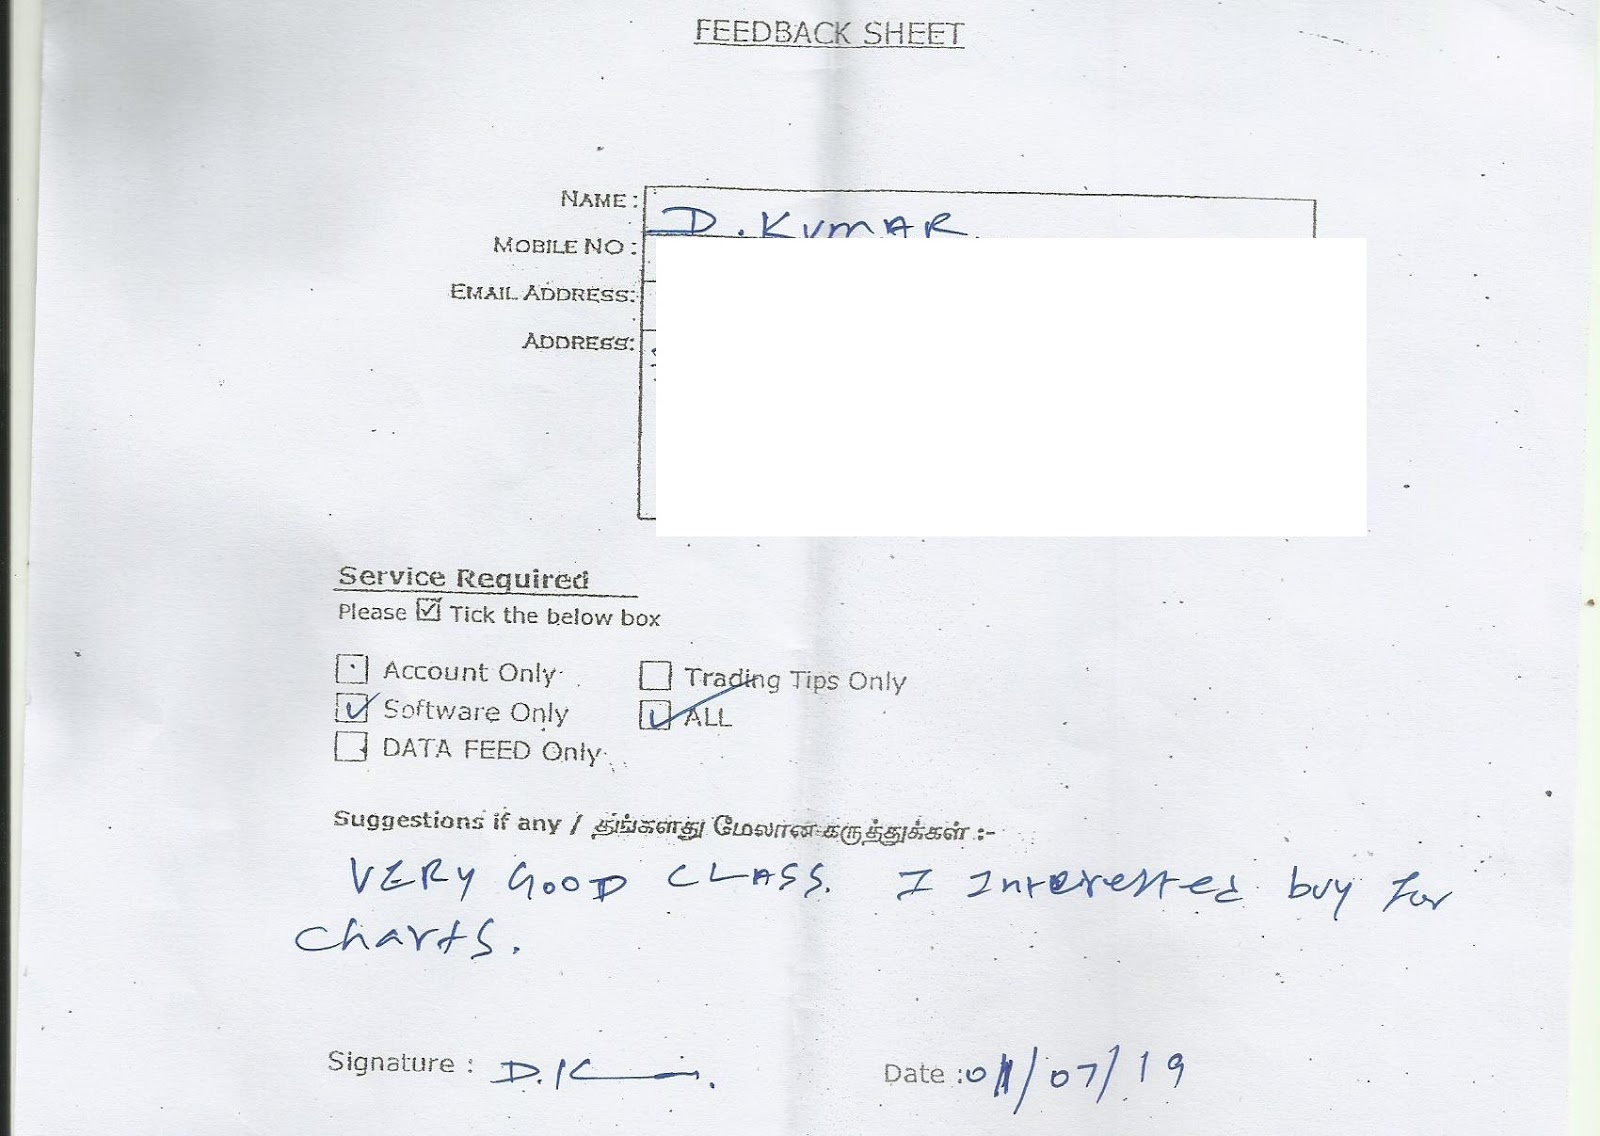 FEEDBACK SHEET
NAME : D. KUMAR
MOBILE NO :
EMAIL ADDRESS:
ADDRESS:
Service Required
Please ☑ Tick the below box
Account Only
Trading Tips Only
Software Only
ALL
DATA FEED Only
Suggestions if any / தங்களது மேலான கருத்துக்கள் :-
VERY GOOD CLASS. I Interested buy for
charts.
Signature : D.K
Date : 01/07/19